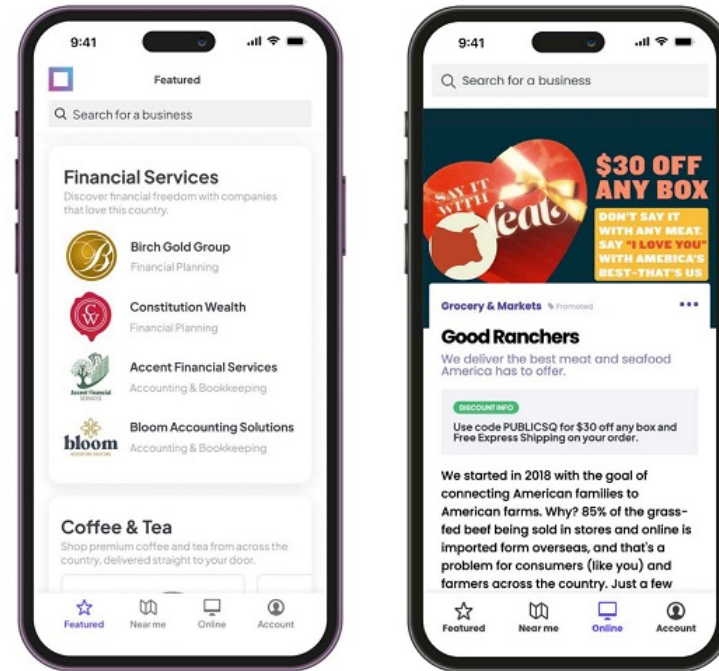 9:41
Featured
Search for a business
Financial Services
Discover financial freedom with companies
that love this country.
Birch Gold Group
Financial Planning
CW
Constitution Wealth
Financial Planning
Accent Financial
SERVICES
Accent Financial Services
Accounting & Bookkeeping
bloom
Bloom Accounting Solutions
Accounting & Bookkeeping
Coffee & Tea
Shop premium coffee and tea from across the
country, delivered straight to your door.
Featured
Near me
Online
Account
9:41
Search for a business
SAY IT
WITH
$30 OFF
ANY BOX
DON'T SAY IT
WITH ANY MEAT.
SAY "I LOVE YOU"
WITH AMERICA'S
BEST-THAT'S US
Grocery & Markets Promoted
Good Ranchers
We deliver the best meat and seafood
America has to offer.
DISCOUNT INFO
Use code PUBLICSQ for $30 off any box and
Free Express Shipping on your order.
We started in 2018 with the goal of
connecting American families to
American farms. Why? 85% of the grass-
fed beef being sold in stores and online is
imported form overseas, and that's a
problem for consumers (like you) and
farmers across the country. Just a few
Featured
Near me
Online
Account